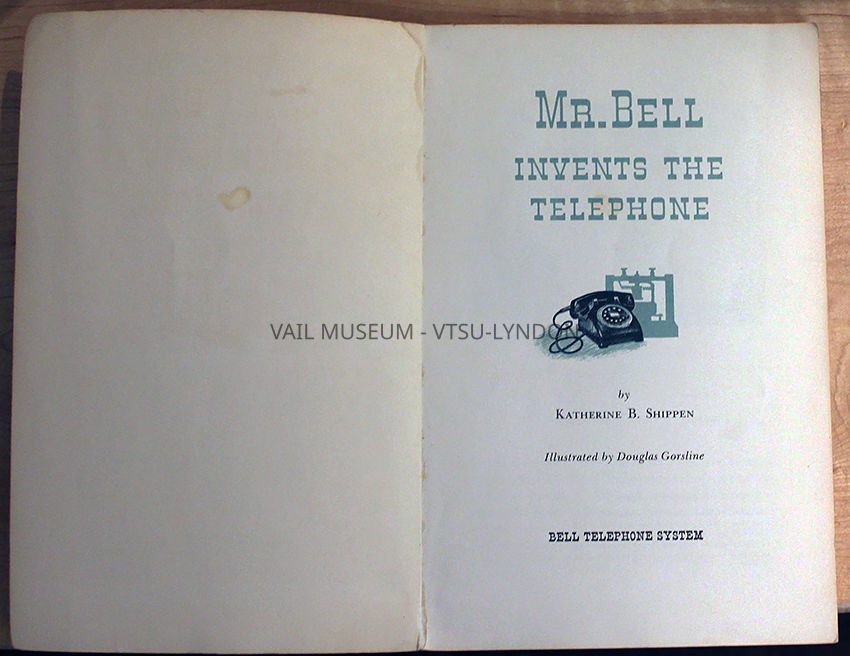 MR. BELL
INVENTS THE
TELEPHONE
VAIL MUSEUM - VTSU-LYNDON
by
KATHERINE B. SHIPPEN
Illustrated by Douglas Gorsline
BELL TELEPHONE SYSTEM